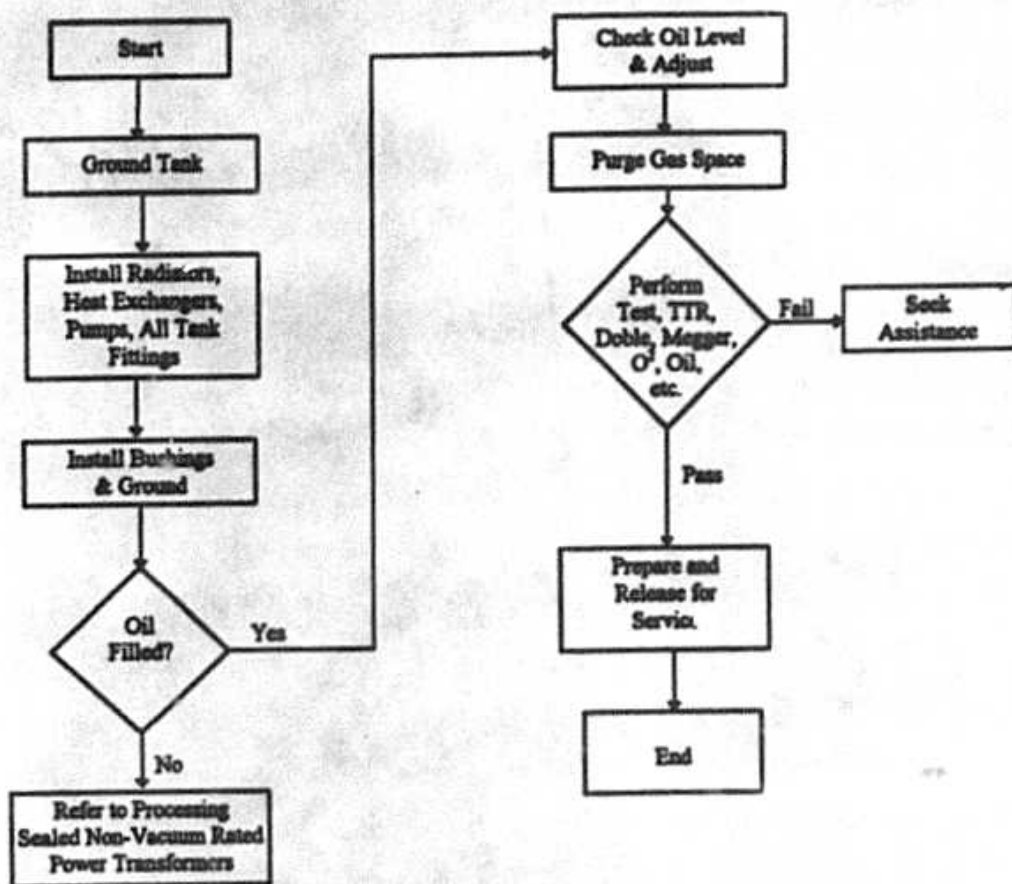 Start
Ground Tank
Install Radiators,
Heat Exchangers,
Pumps, All Tank
Fittings
Install Bushings
& Ground
Oil
Filled?
Yes
No
Refer to Processing
Sealed Non-Vacuum Rated
Power Transformers
Check Oil Level
& Adjust
Purge Gas Space
Perform
Test, TTR,
Doble, Megger,
Oil,
etc.
Fail
Seek
Assistance
Pass
Prepare and
Release for
Service.
End